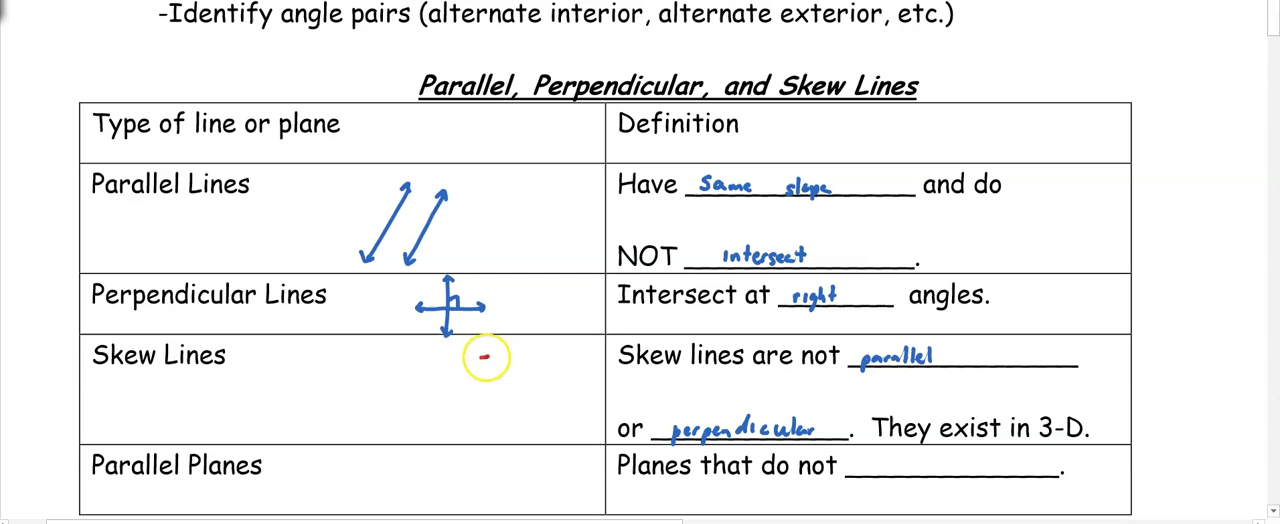 -Identify angle pairs (alternate interior, alternate exterior, etc.)
Parallel, Perpendicular, and Skew Lines
Type of line or plane
Definition
Parallel Lines
Have same slope and do
NOT intersect.
Perpendicular Lines
Intersect at right angles.
Skew Lines
Skew lines are not parallel
or perpendicular. They exist in 3-D.
Parallel Planes
Planes that do not ____________.